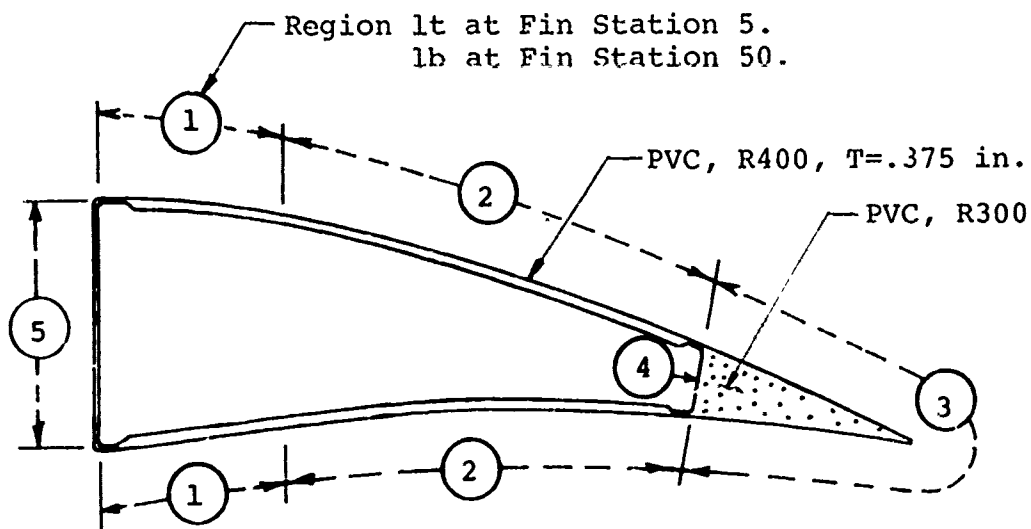 Region 1t at Fin Station 5.
1b at Fin Station 50.
1
2
PVC, R400, T=.375 in.
PVC, R300
5
4
3
1
2